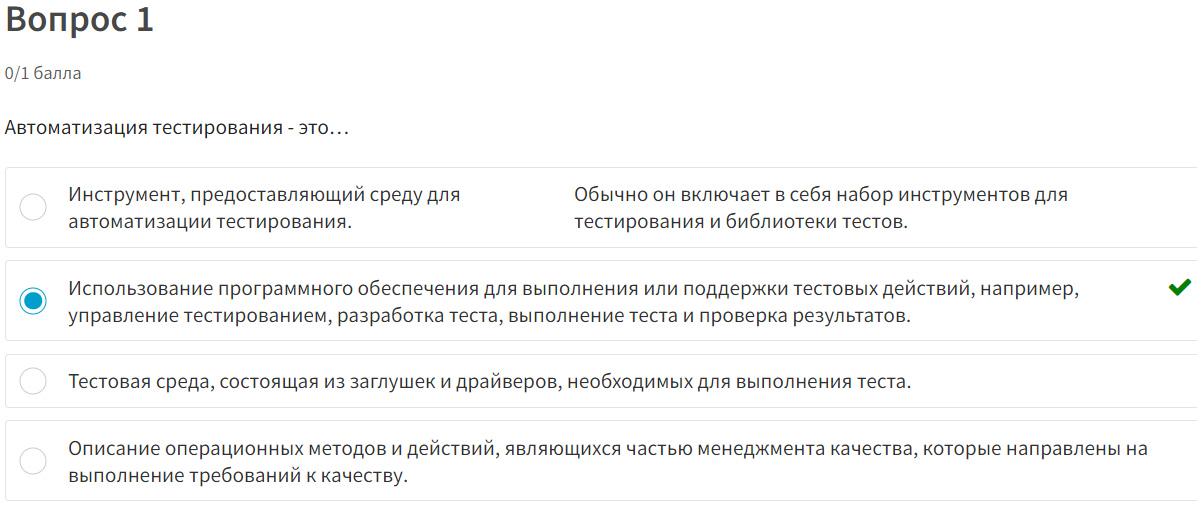 Вопрос 1
0/1 балла
Автоматизация тестирования - это…
Инструмент, предоставляющий среду для
автоматизации тестирования.
Обычно он включает в себя набор инструментов для
тестирования и библиотеки тестов.
Использование программного обеспечения для выполнения или поддержки тестовых действий, например,
управление тестированием, разработка теста, выполнение теста и проверка результатов.
Тестовая среда, состоящая из заглушек и драйверов, необходимых для выполнения теста.
Описание операционных методов и действий, являющихся частью менеджмента качества, которые направлены на
выполнение требований к качеству.